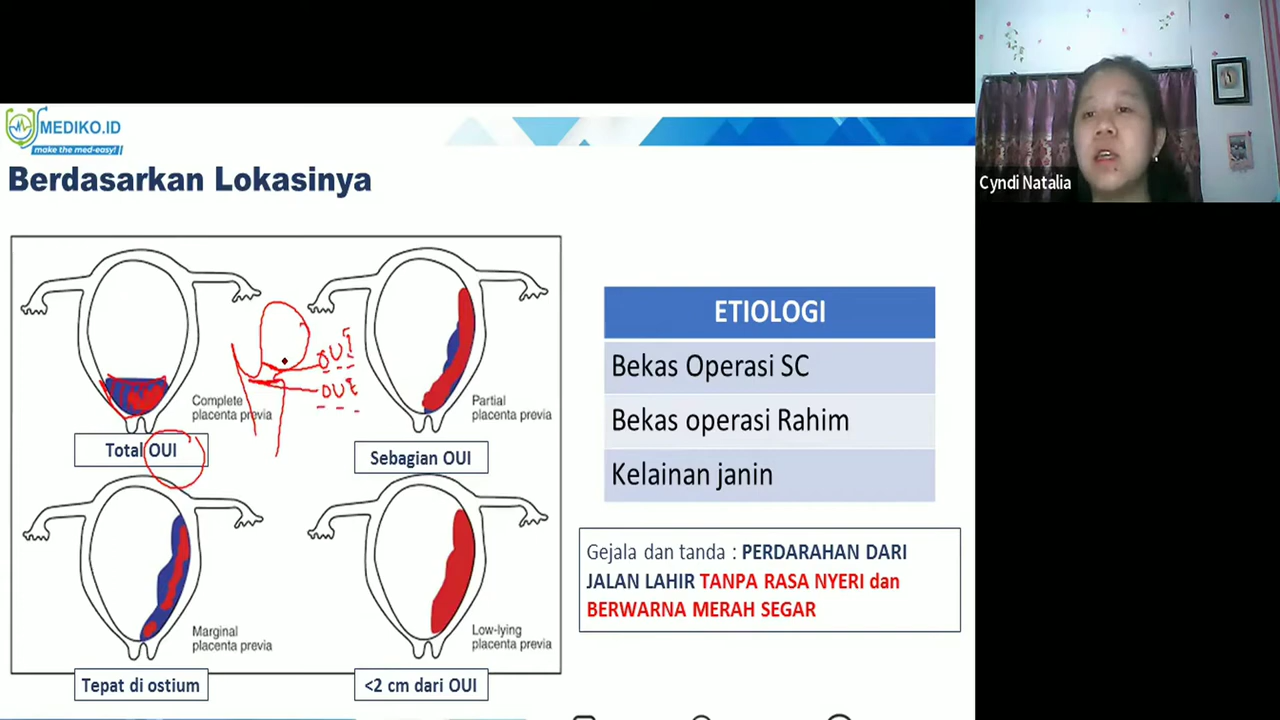 MEDIKO.ID
make the med-easy!
Berdasarkan Lokasinya
Complete
placenta previa
Total OUI
OUI
OUE
Partial
placenta previa
Sebagian OUI
Marginal
placenta previa
Tepat di ostium
Low-lying
placenta previa
<2 cm dari OUI
ETIOLOGI
Bekas Operasi SC
Bekas operasi Rahim
Kelainan janin
Gejala dan tanda : PERDARAHAN DARI
JALAN LAHIR TANPA RASA NYERI dan
BERWARNA MERAH SEGAR
Cyndi Natalia